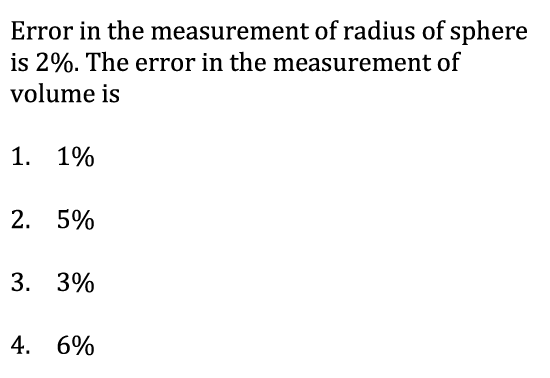 Error in the measurement of radius of sphere
is 2%. The error in the measurement of
volume is
1. 1%
2. 5%
3. 3%
4. 6%